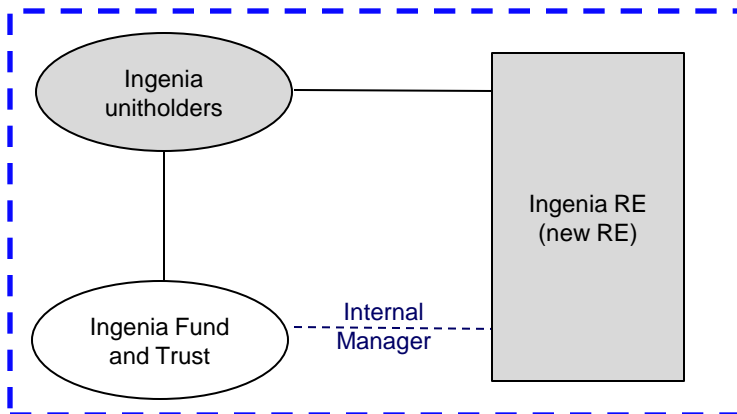 Ingenia
unitholders
Ingenia RE
(new RE)
Internal
Manager
Ingenia Fund
and Trust